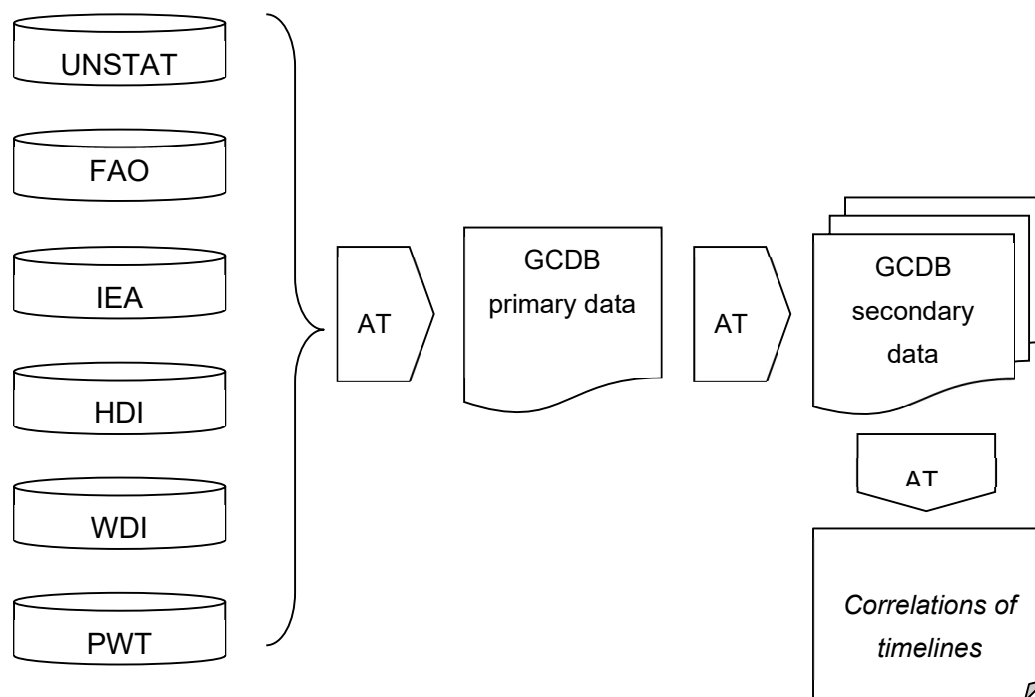 UNSTAT
FAO
IEA
HDI
WDI
PWT
AT
GCDB
primary data
AT
GCDB
secondary
data
AT
Correlations of
timelines